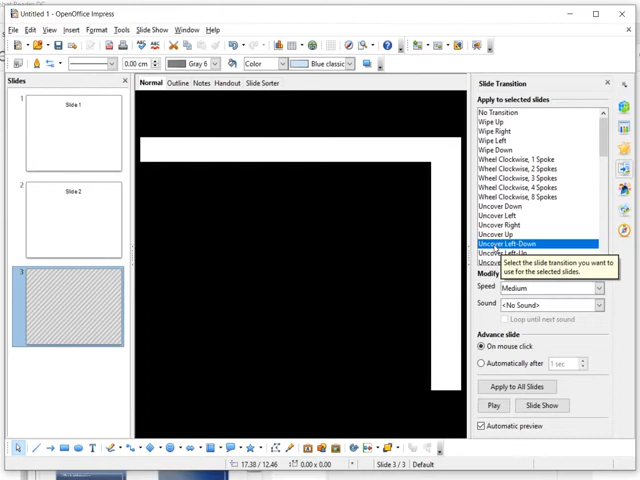 Untitled 1 - OpenOffice Impress
File Edit View Insert Format Tools Slide Show Window Help
0.00 cm Gray 6 Color Blue classic
Slides
Normal Outline Notes Handout Slide Sorter
1
Slide 1
2
Slide 2
3
Slide Transition
Apply to selected slides
No Transition
Wipe Up
Wipe Right
Wipe Left
Wipe Down
Wheel Clockwise, 1 Spoke
Wheel Clockwise, 2 Spokes
Wheel Clockwise, 3 Spokes
Wheel Clockwise, 4 Spokes
Wheel Clockwise, 8 Spokes
Uncover Down
Uncover Left
Uncover Right
Uncover Up
Uncover Left-Down
Uncover Left-Up
Select the slide transition you want to
use for the selected slides.
Modify
Speed Medium
Sound <No Sound>
Loop until next sound
Advance slide
On mouse click
Automatically after 1 sec
Apply to All Slides
Play Slide Show
Automatic preview
17.38 / 12.46 0.00 x 0.00 * Slide 3 / 3 Default